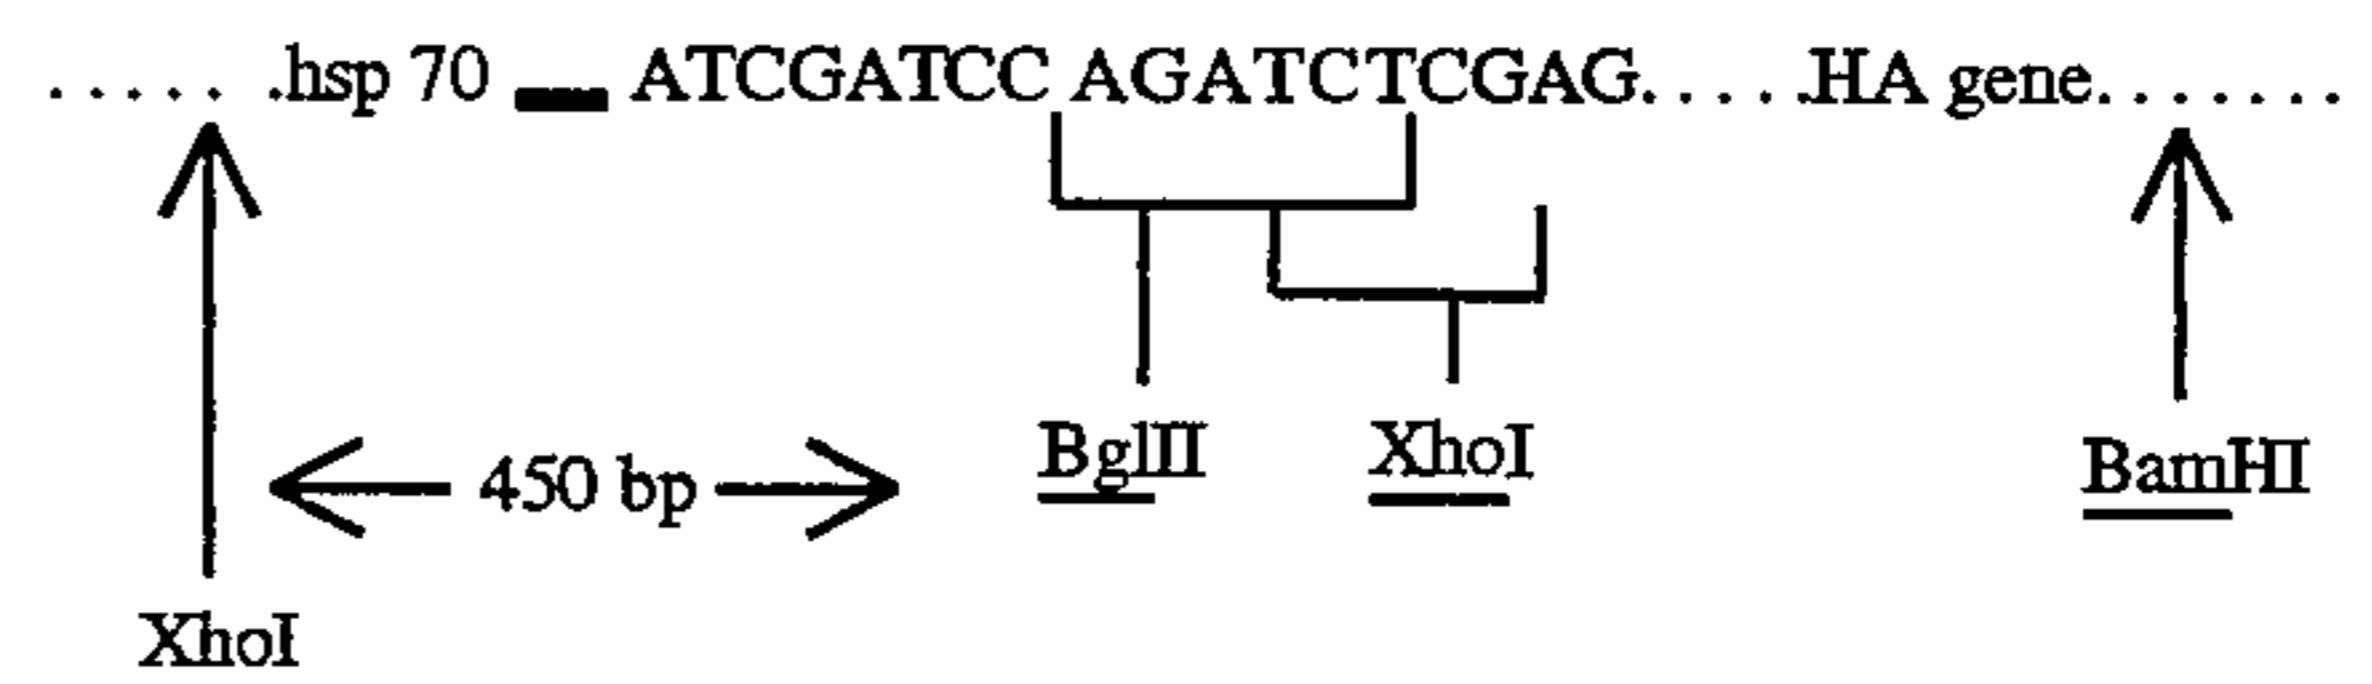 . . . . . .hsp 70 ▬ ATCGATCC AGATCTCGAG. . . . .HA gene. . . . . . .
BglII XhoI BamHI
450 bp
XhoI